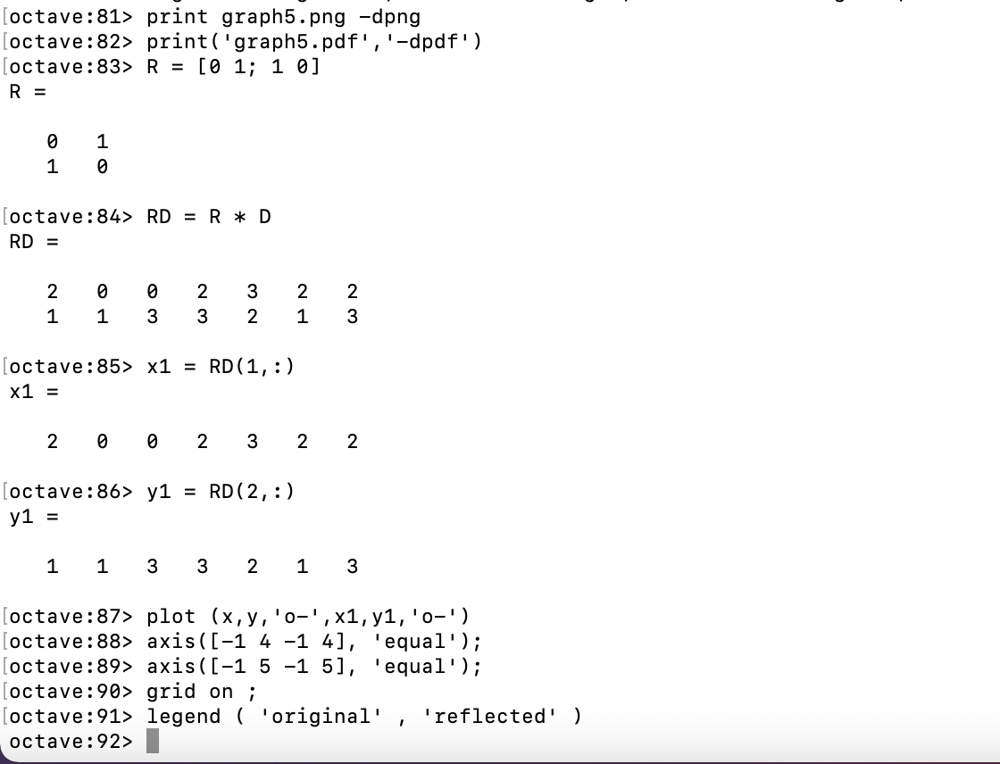 [octave:81> print graph5.png -dpng
[octave:82> print('graph5.pdf','-dpdf')
[octave:83> R = [0 1; 1 0]
R =
0 1
1 0
[octave:84> RD = R * D
RD =
2 0 0 2 3 2 2
1 1 3 3 2 1 3
[octave:85> x1 = RD(1,:)
x1 =
2 0 0 2 3 2 2
[octave:86> y1 = RD(2,:)
y1 =
1 1 3 3 2 1 3
[octave:87> plot (x,y,'o-',x1,y1,'o-')
[octave:88> axis([-1 4 -1 4], 'equal');
[octave:89> axis([-1 5 -1 5], 'equal');
[octave:90> grid on ;
[octave:91> legend ( 'original' , 'reflected' )
octave:92>